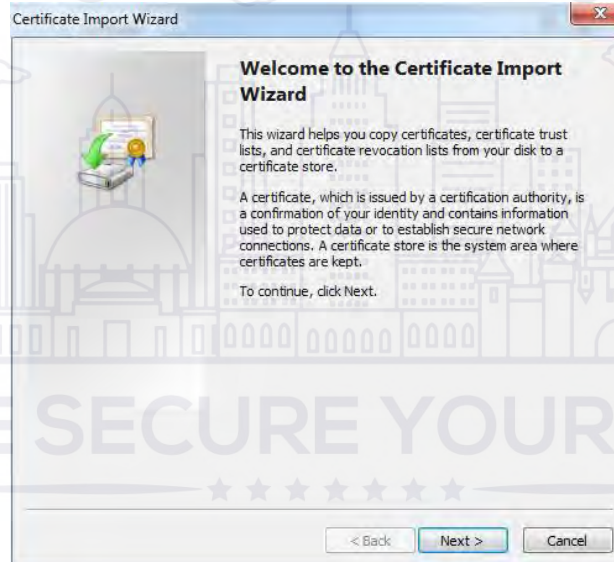 Certificate Import Wizard
Welcome to the Certificate Import
Wizard
This wizard helps you copy certificates, certificate trust
lists, and certificate revocation lists from your disk to a
certificate store.
A certificate, which is issued by a certification authority, is
a confirmation of your identity and contains information
used to protect data or to establish secure network
connections. A certificate store is the system area where
certificates are kept.
To continue, click Next.
SECURE YOUR
< Back Next > Cancel